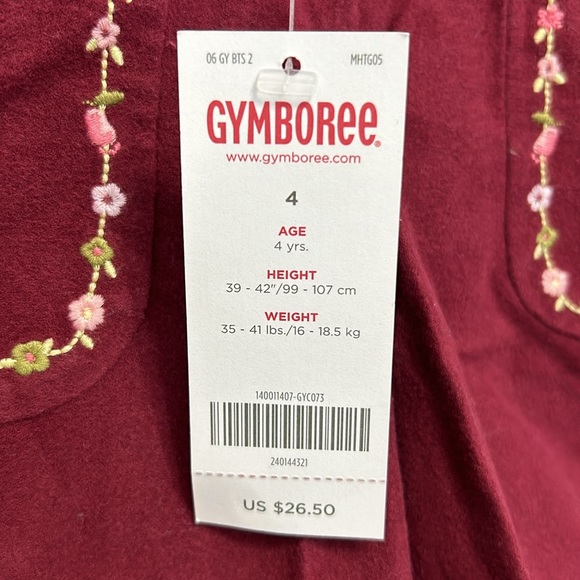 06 GY BTS 2 MHTG05
GYMBOREE
www.gymboree.com
4
AGE
4 yrs.
HEIGHT
39 - 42"/99 - 107 cm
WEIGHT
35 - 41 lbs./16 - 18.5 kg
140011407-GYC073
240144321
US $26.50